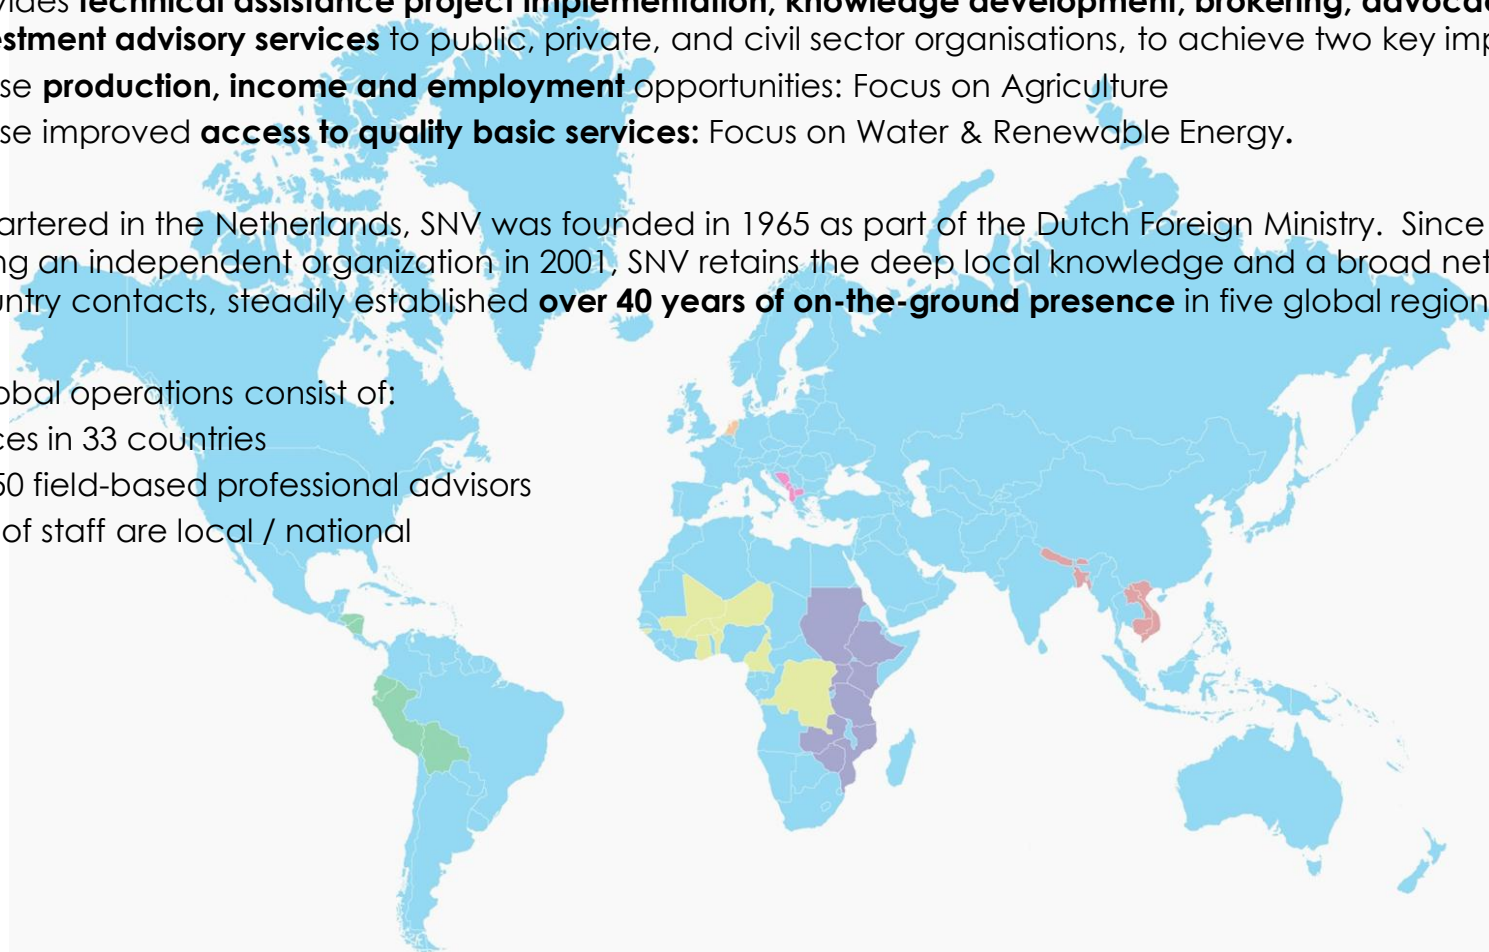 vides technical assistance project implementation, knowledge development, brokering, advoca
estment advisory services to public, private, and civil sector organisations, to achieve two key imp
se production, income and employment opportunities: Focus on Agriculture
se improved access to quality basic services: Focus on Water & Renewable Energy.
artered in the Netherlands, SNV was founded in 1965 as part of the Dutch Foreign Ministry. Since
ng an independent organization in 2001, SNV retains the deep local knowledge and a broad net
untry contacts, steadily established over 40 years of on-the-ground presence in five global region
obal operations consist of:
ces in 33 countries
50 field-based professional advisors
of staff are local / national